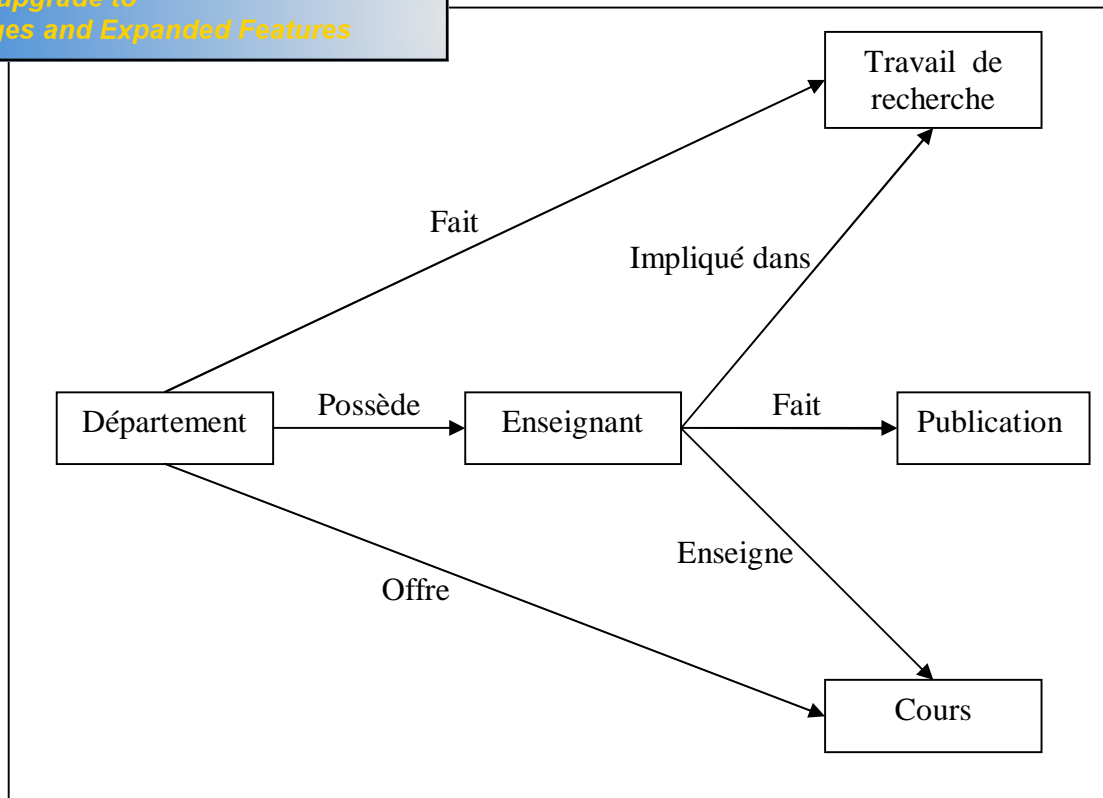 upgrade to
ges and Expanded Features
Travail de
recherche
Fait
Impliqué dans
Département
Possède
Enseignant
Fait
Publication
Enseigne
Offre
Cours